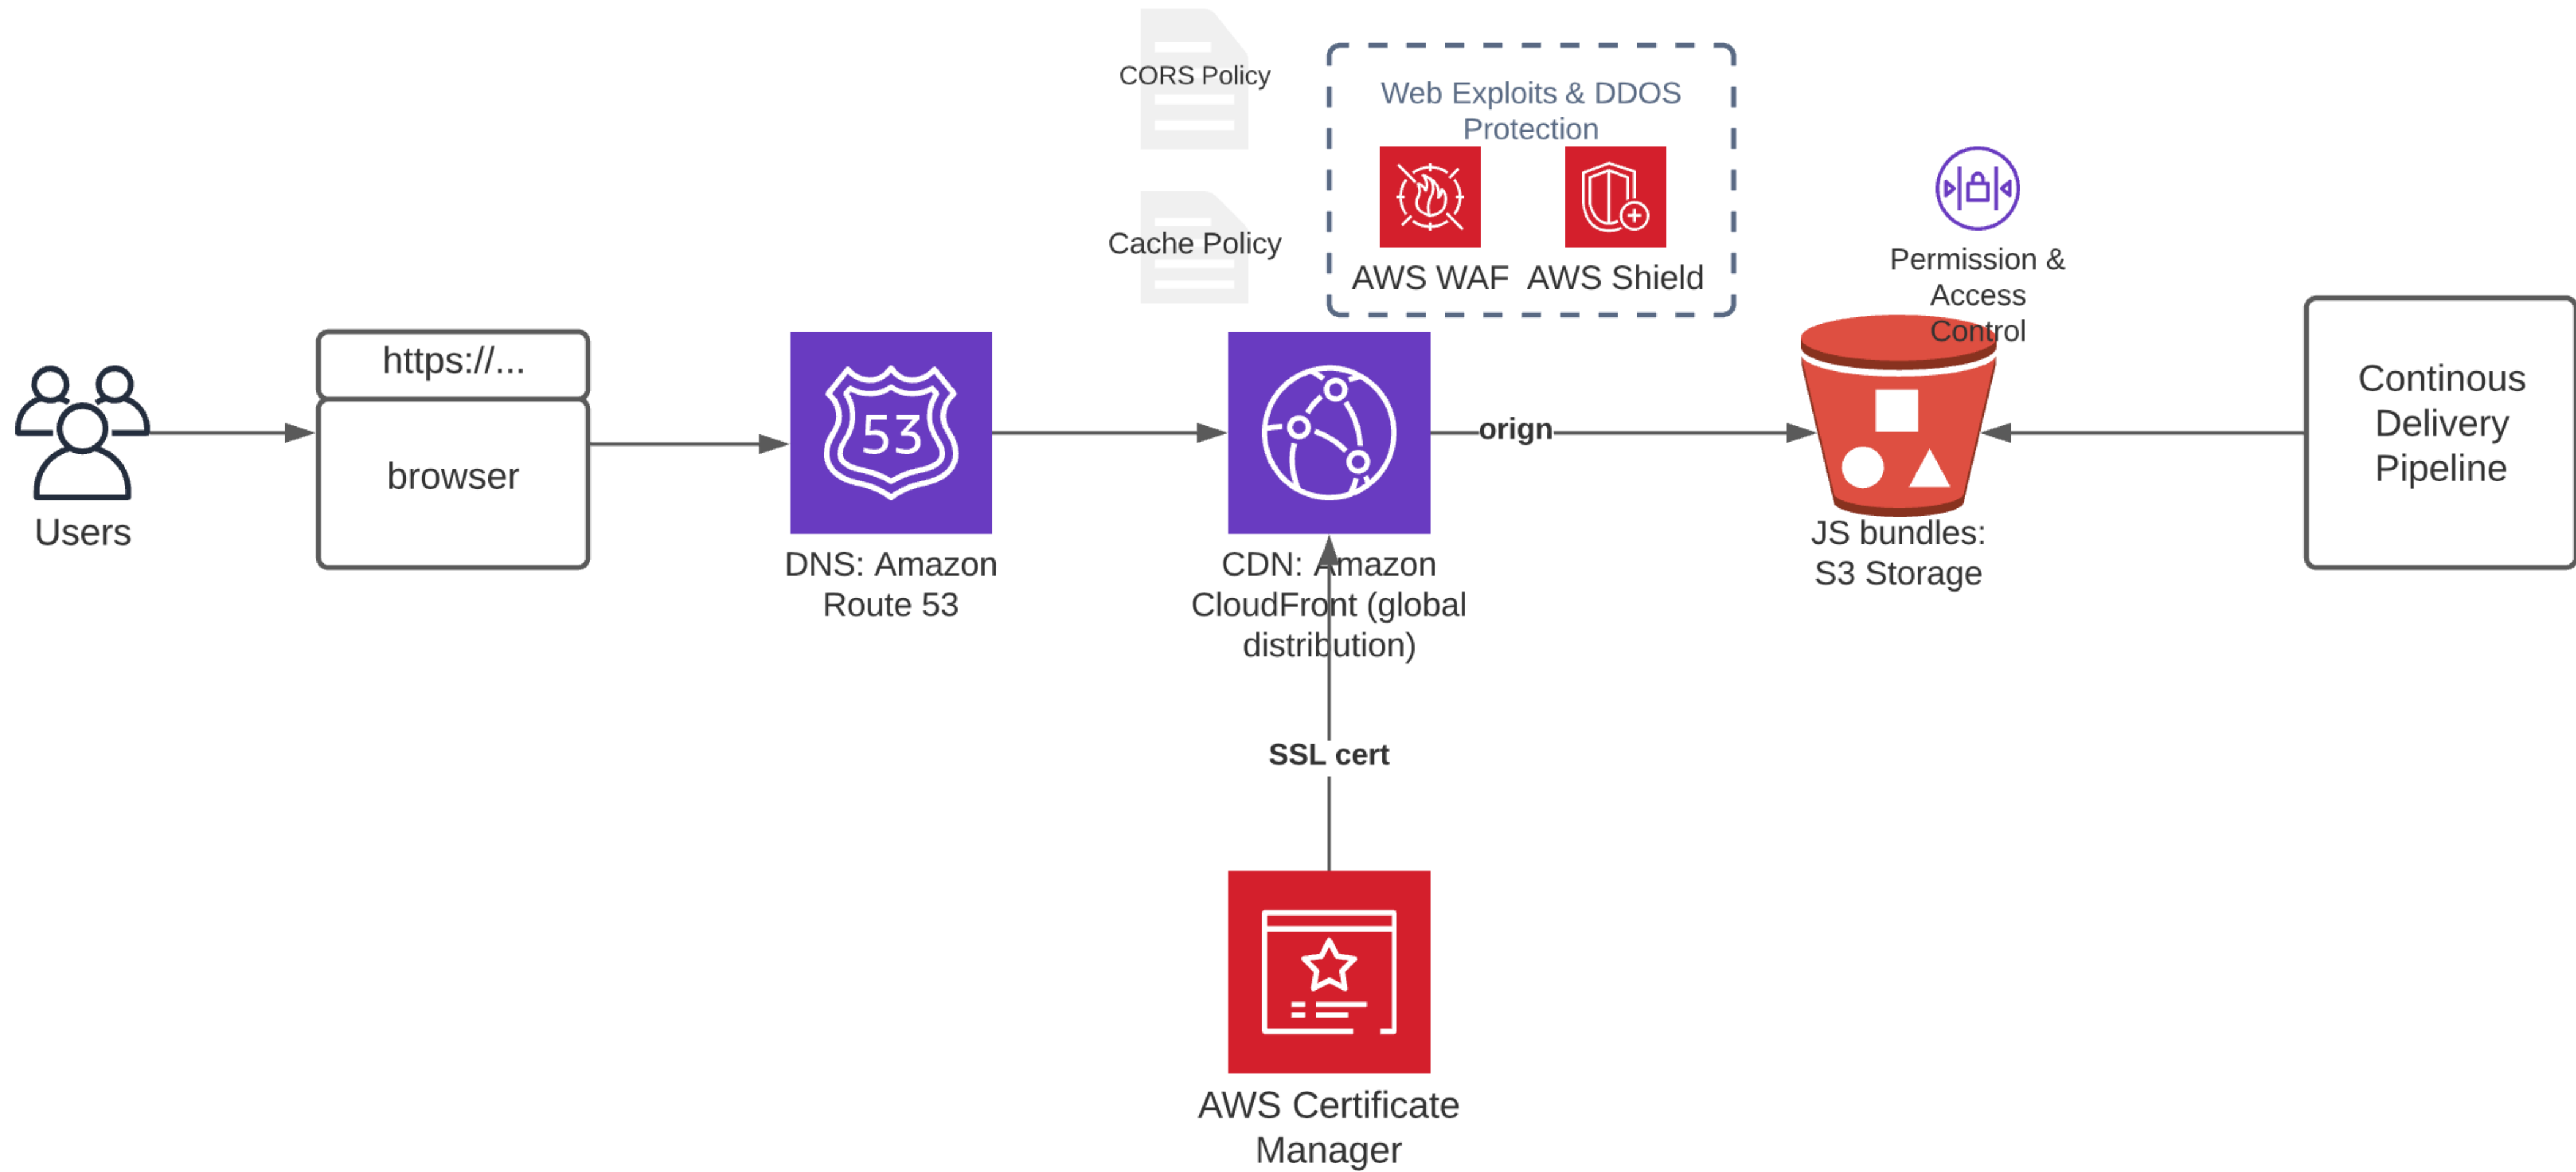 CORS Policy
Web Exploits & DDOS
Protection
Cache Policy
AWS WAF
AWS Shield
Permission &
Access
Control
https://...
browser
Users
53
DNS: Amazon
Route 53
CDN: Amazon
CloudFront (global
distribution)
orign
JS bundles:
S3 Storage
Continous
Delivery
Pipeline
SSL cert
AWS Certificate
Manager